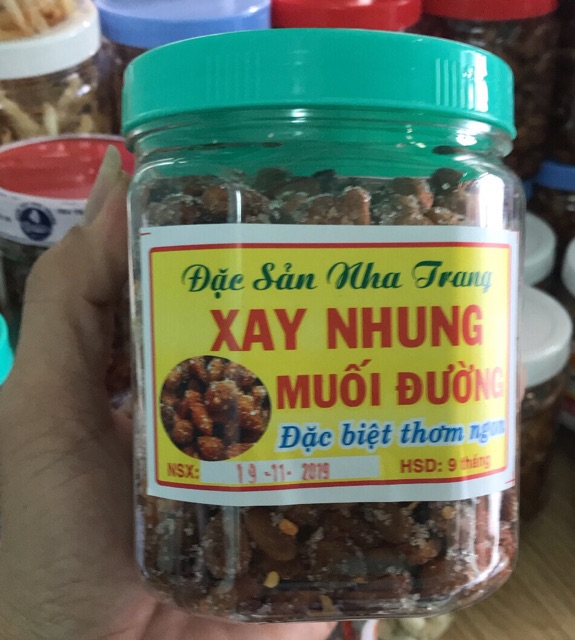 Đặc Sản Nha Trang
XAY NHUNG
MUỐI ĐƯỜNG
Đặc biệt thơm ngon
NSX: 19-11-2019 HSD: 9 tháng